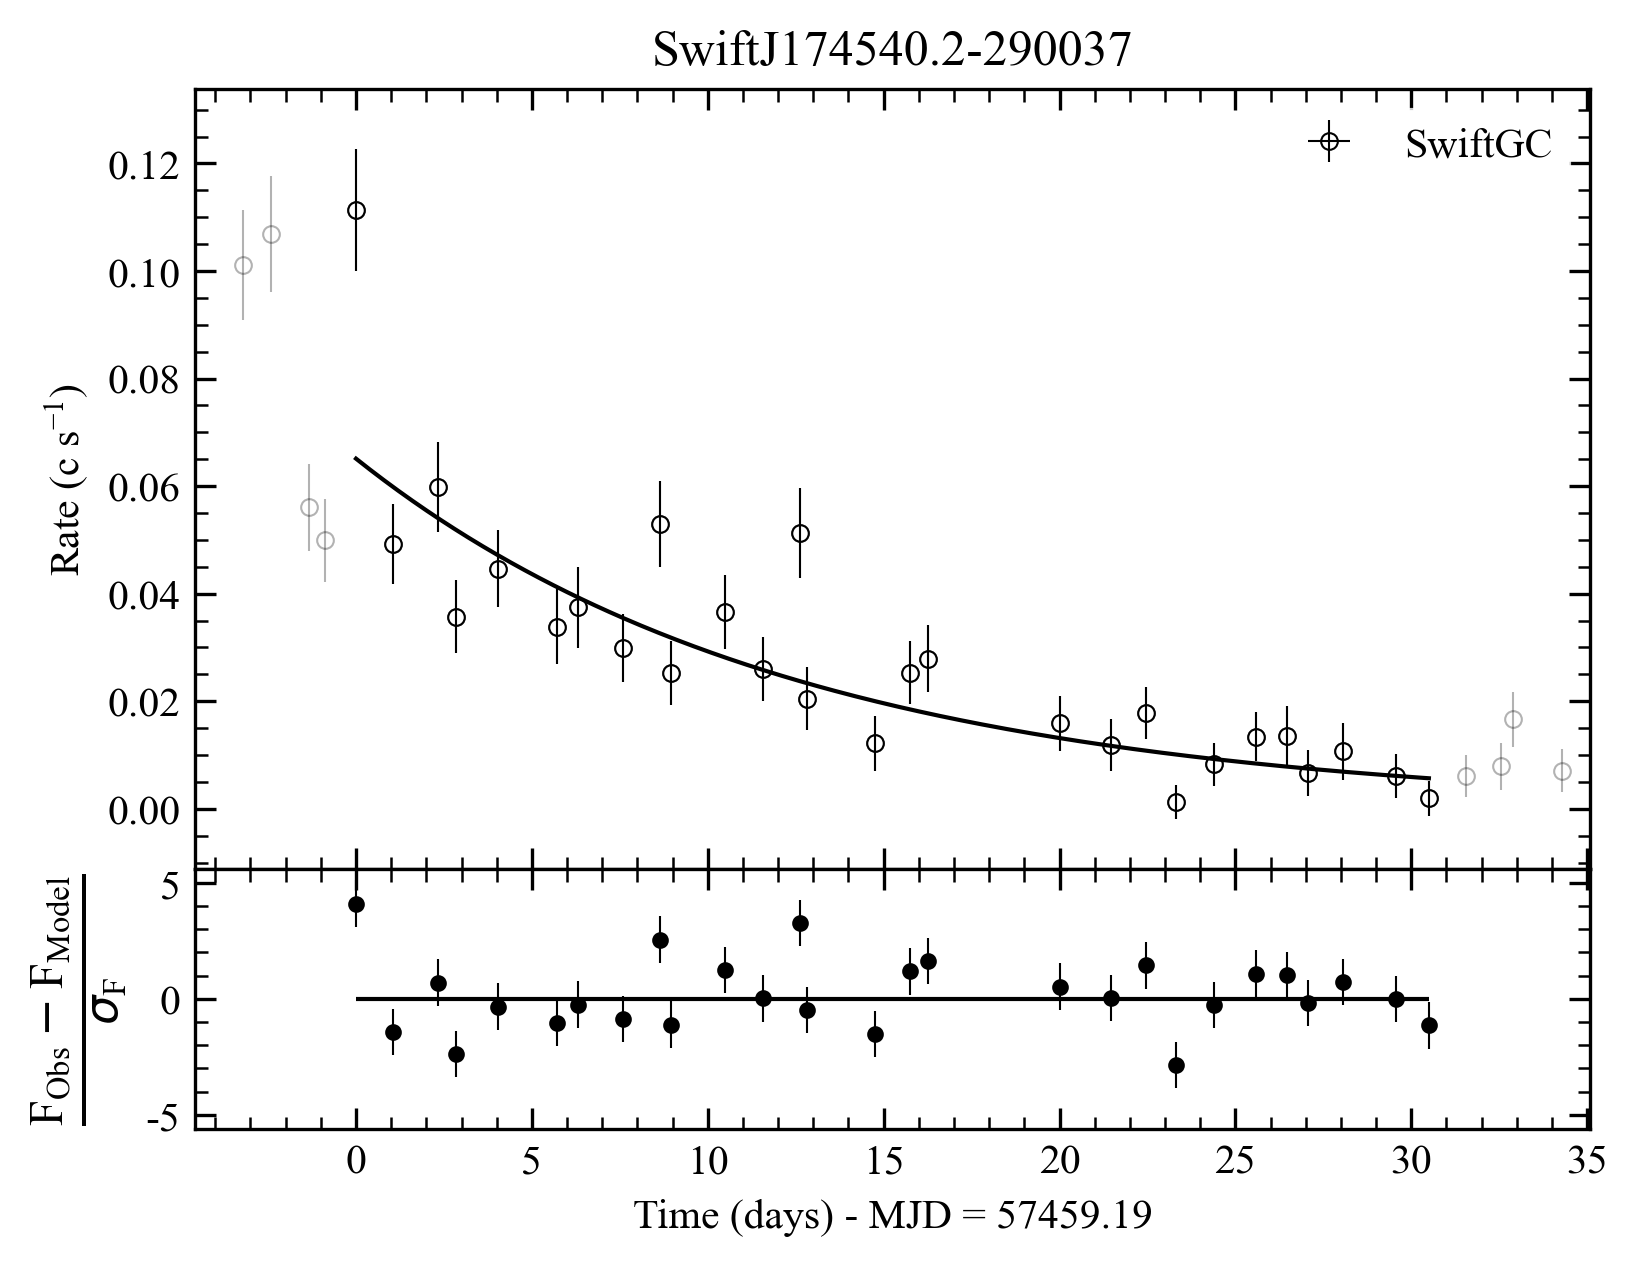 SwiftJ174540.2-290037
SwiftGC
Rate (c s⁻¹)
0.12
0.10
0.08
0.06
0.04
0.02
0.00
F_Obs − F_Model
σ_F
5
0
-5
0 5 10 15 20 25 30 35
Time (days) - MJD = 57459.19